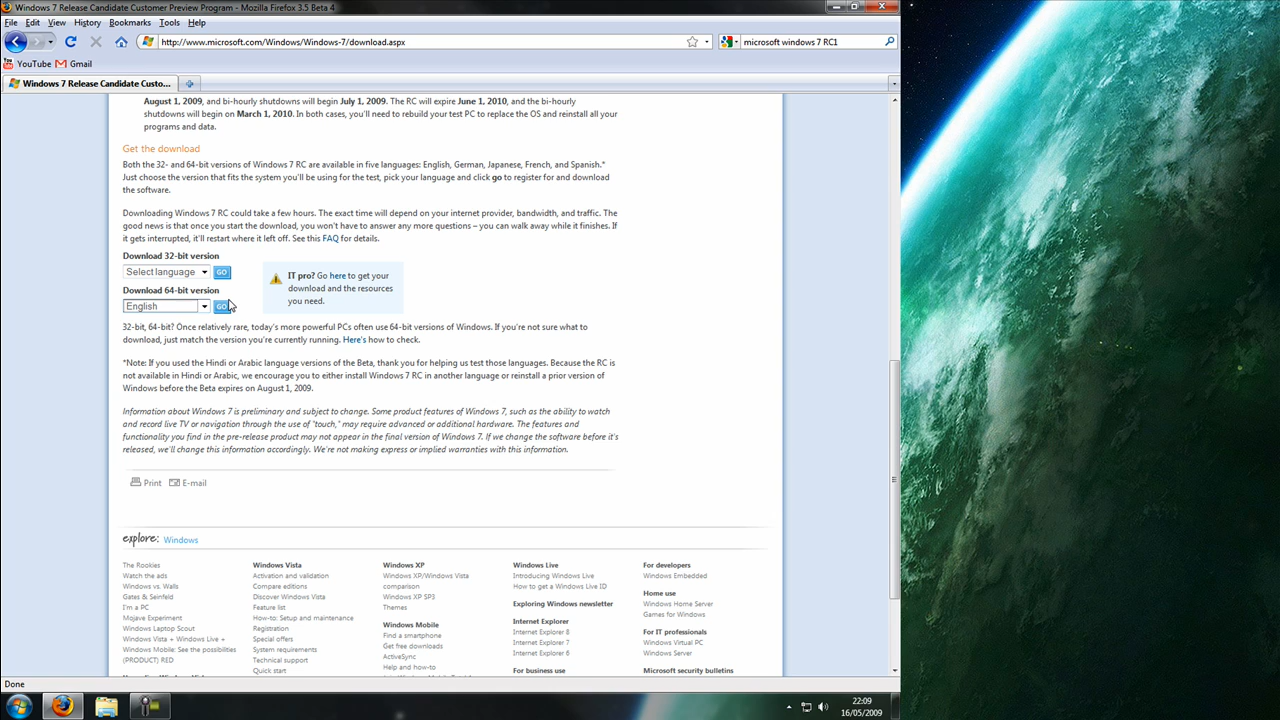 Windows 7 Release Candidate Customer Preview Program - Mozilla Firefox 3.5 Beta 4
File Edit View History Bookmarks Tools Help
http://www.microsoft.com/Windows/Windows-7/download.aspx
microsoft windows 7 RC1
YouTube Gmail
Windows 7 Release Candidate Custo...
August 1, 2009, and bi-hourly shutdowns will begin July 1, 2009. The RC will expire June 1, 2010, and the bi-hourly
shutdowns will begin on March 1, 2010. In both cases, you'll need to rebuild your test PC to replace the OS and reinstall all your
programs and data.
Get the download
Both the 32- and 64-bit versions of Windows 7 RC are available in five languages: English, German, Japanese, French, and Spanish.*
Just choose the version that fits the system you'll be using for the test, pick your language and click go to register for and download
the software.
Downloading Windows 7 RC could take a few hours. The exact time will depend on your internet provider, bandwidth, and traffic. The
good news is that once you start the download, you won't have to answer any more questions – you can walk away while it finishes. If
it gets interrupted, it'll restart where it left off. See this FAQ for details.
Download 32-bit version
Select language GO
Download 64-bit version
English GO
IT pro? Go here to get your
download and the resources
you need.
32-bit, 64-bit? Once relatively rare, today's more powerful PCs often use 64-bit versions of Windows. If you're not sure what to
download, just match the version you're currently running. Here's how to check.
*Note: If you used the Hindi or Arabic language versions of the Beta, thank you for helping us test those languages. Because the RC is
not available in Hindi or Arabic, we encourage you to either install Windows 7 RC in another language or reinstall a prior version of
Windows before the Beta expires on August 1, 2009.
Information about Windows 7 is preliminary and subject to change. Some product features of Windows 7, such as the ability to watch
and record live TV or navigation through the use of "touch," may require advanced or additional hardware. The features and
functionality you find in the pre-release product may not appear in the final version of Windows 7. If we change the software before it's
released, we'll change this information accordingly. We're not making express or implied warranties with this information.
Print E-mail
explore: Windows
The Rookies
Watch the ads
Windows vs. Walls
Gates & Seinfeld
I'm a PC
Mojave Experiment
Windows Laptop Scout
Windows Vista + Windows Live +
Windows Mobile: See the possibilities
(PRODUCT) RED
Windows Vista
Activation and validation
Compare editions
Discover Windows Vista
Feature list
How-to: Setup and maintenance
Registration
Special offers
System requirements
Technical support
Quick start
Windows XP
Windows XP/Windows Vista
comparison
Windows XP SP3
Themes
Windows Mobile
Find a smartphone
Get free downloads
ActiveSync
Help and how-to
Windows Live
Introducing Windows Live
How to get a Windows Live ID
Exploring Windows newsletter
Internet Explorer
Internet Explorer 8
Internet Explorer 7
Internet Explorer 6
For business use
For developers
Windows Embedded
Home use
Windows Home Server
Games for Windows
For IT professionals
Windows Virtual PC
Windows Server
Microsoft security bulletins
Done
22:09
16/05/2009